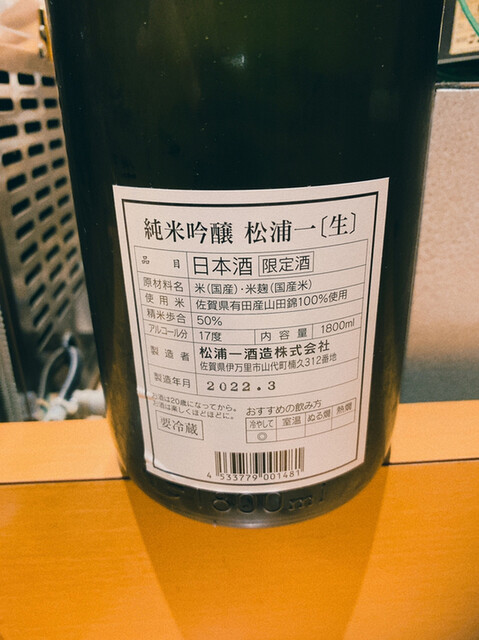 純米吟醸 松浦一〔生〕
品目 日本酒 限定酒
原材料名 米(国産)・米麹(国産米)
使用米 佐賀県有田産山田錦100%使用
精米歩合 50%
アルコール分 17度 内容量 1800ml
製造者 松浦一酒造株式会社
佐賀県伊万里市山代町楠久312番地
製造年月 2022.3
お酒は20歳になってから。
お酒は楽しくほどほどに。
おすすめの飲み方
要冷蔵
冷やして 室温 ぬる燗 熱燗
◎
4 533779 001481
1800ml